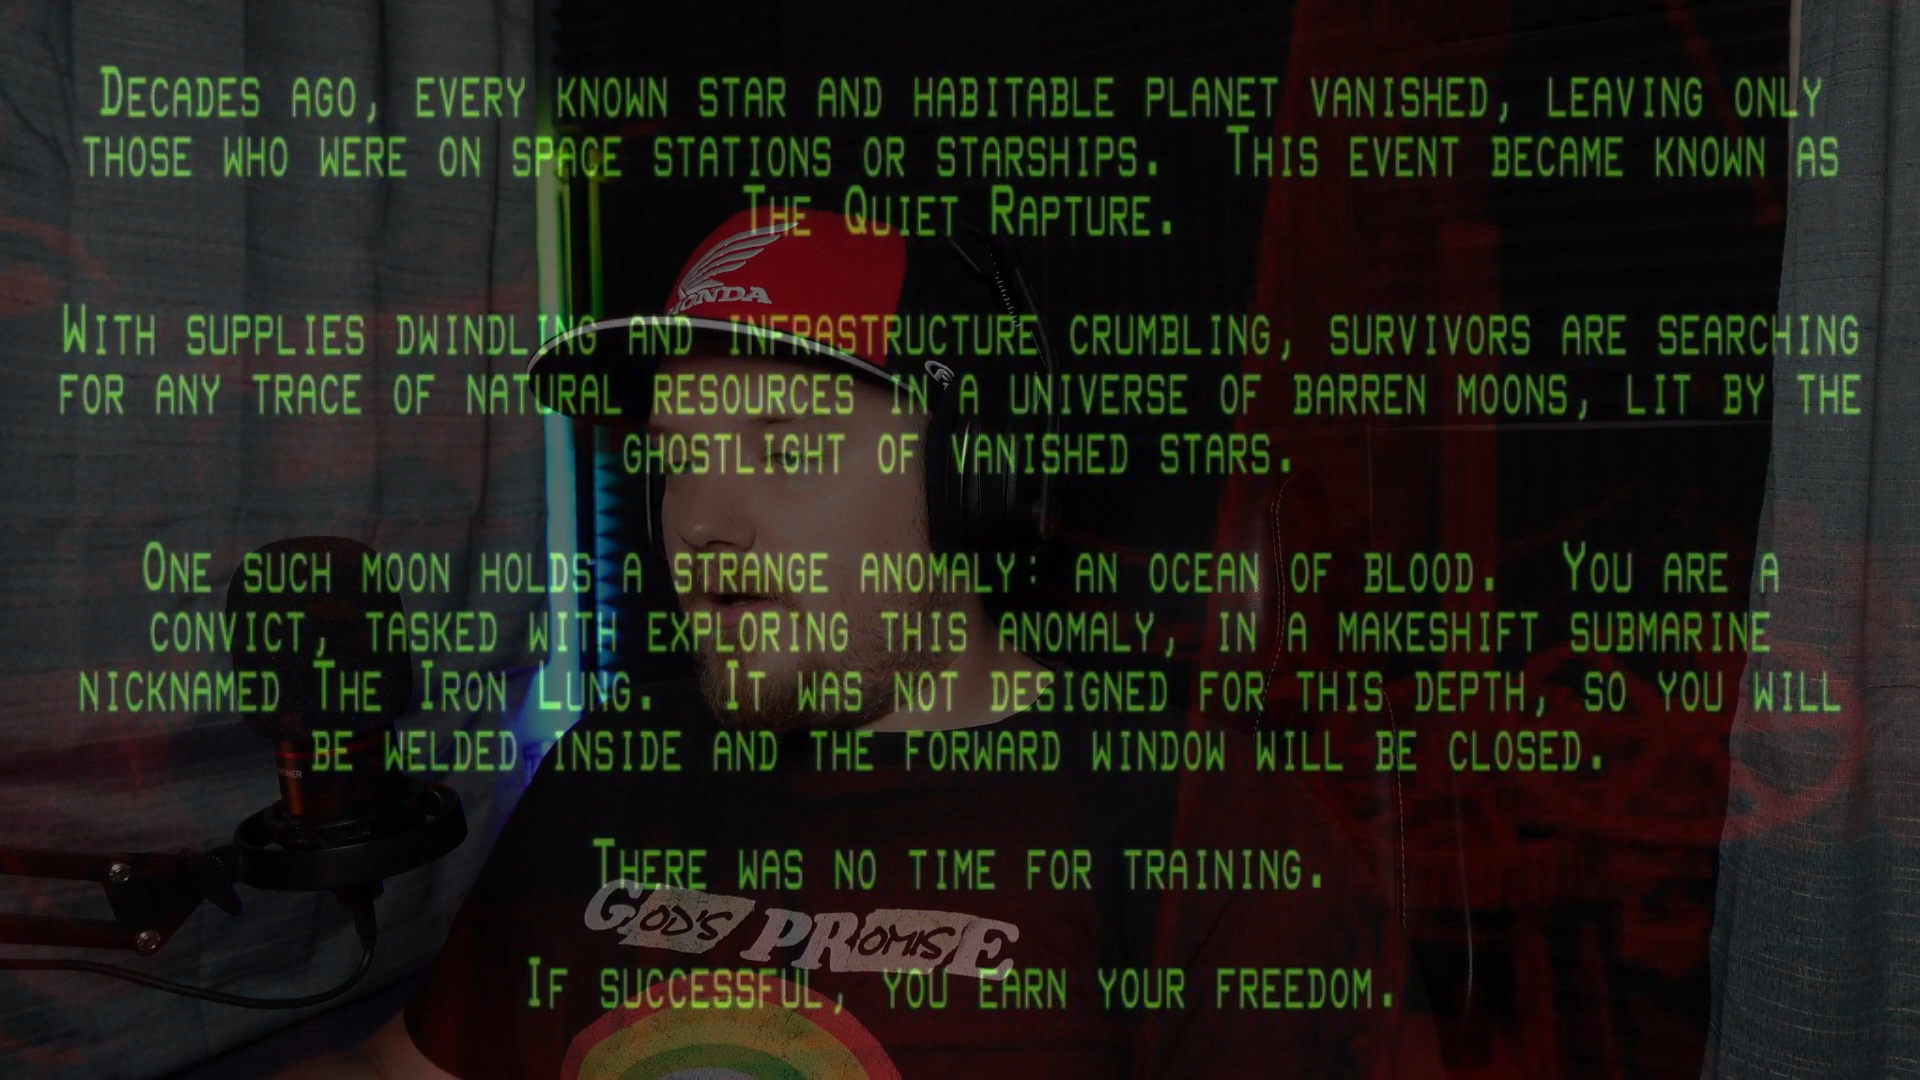 Decades ago, every known star and habitable planet vanished, leaving only
those who were on space stations or starships. This event became known as
The Quiet Rapture.
HONDA
With supplies dwindling and infrastructure crumbling, survivors are searching
for any trace of natural resources in a universe of barren moons, lit by the
ghostlight of vanished stars.
One such moon holds a strange anomaly: an ocean of blood. You are a
convict, tasked with exploring this anomaly, in a makeshift submarine
nicknamed The Iron Lung. It was not designed for this depth, so you will
be welded inside and the forward window will be closed.
There was no time for training.
GOD'S PROMISE
If successful, you earn your freedom.